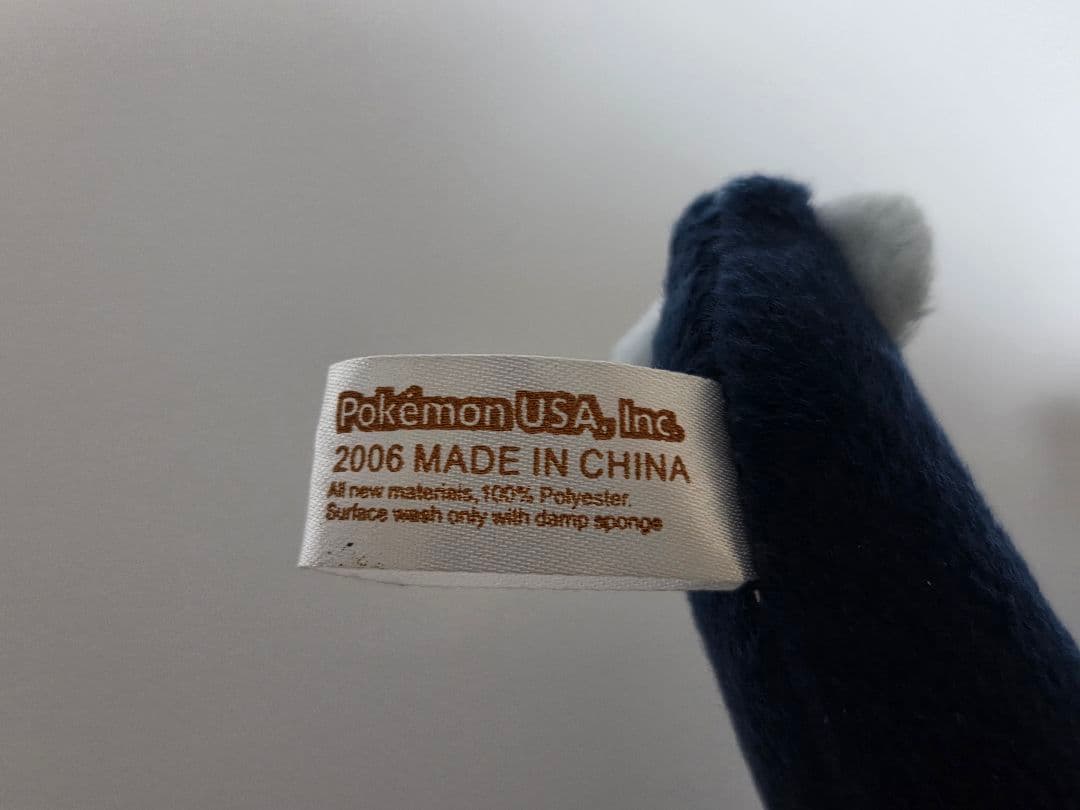 Pokémon USA, Inc.
2006 MADE IN CHINA
All new materials, 100% Polyester.
Surface wash only with damp sponge